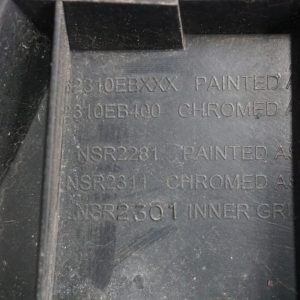 2310EBXXX PAINTED A
2310EB400 CHROMED A
NSR2281 PAINTED AS
NSR2311 CHROMED AS
NSR2301 INNER GR